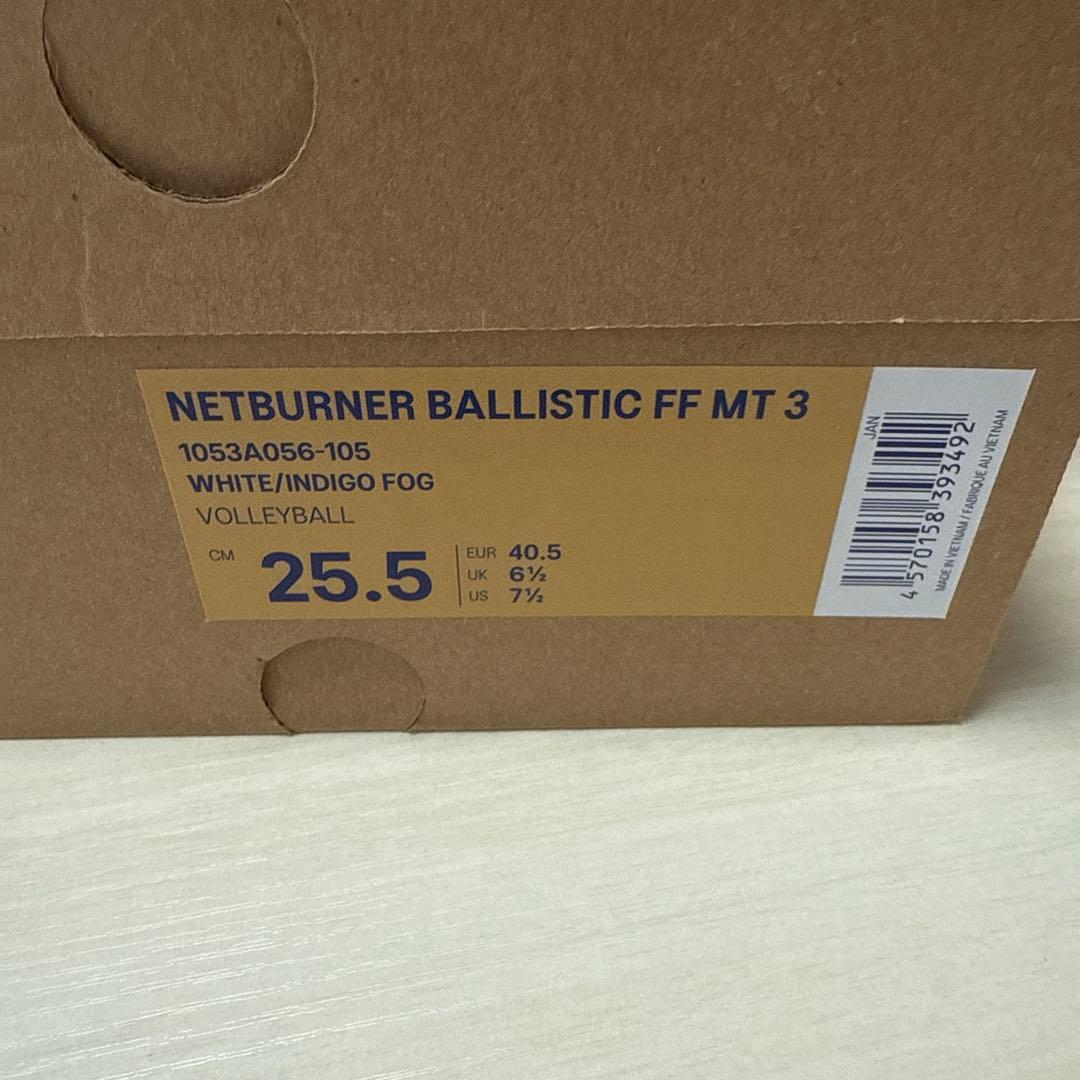 NETBURNER BALLISTIC FF MT 3
1053A056-105
WHITE/INDIGO FOG
VOLLEYBALL
CM 25.5
EUR 40.5
UK 6½
US 7½
JAN
4 570158 393492
MADE IN VIETNAM / FABRIQUE AU VIETNAM